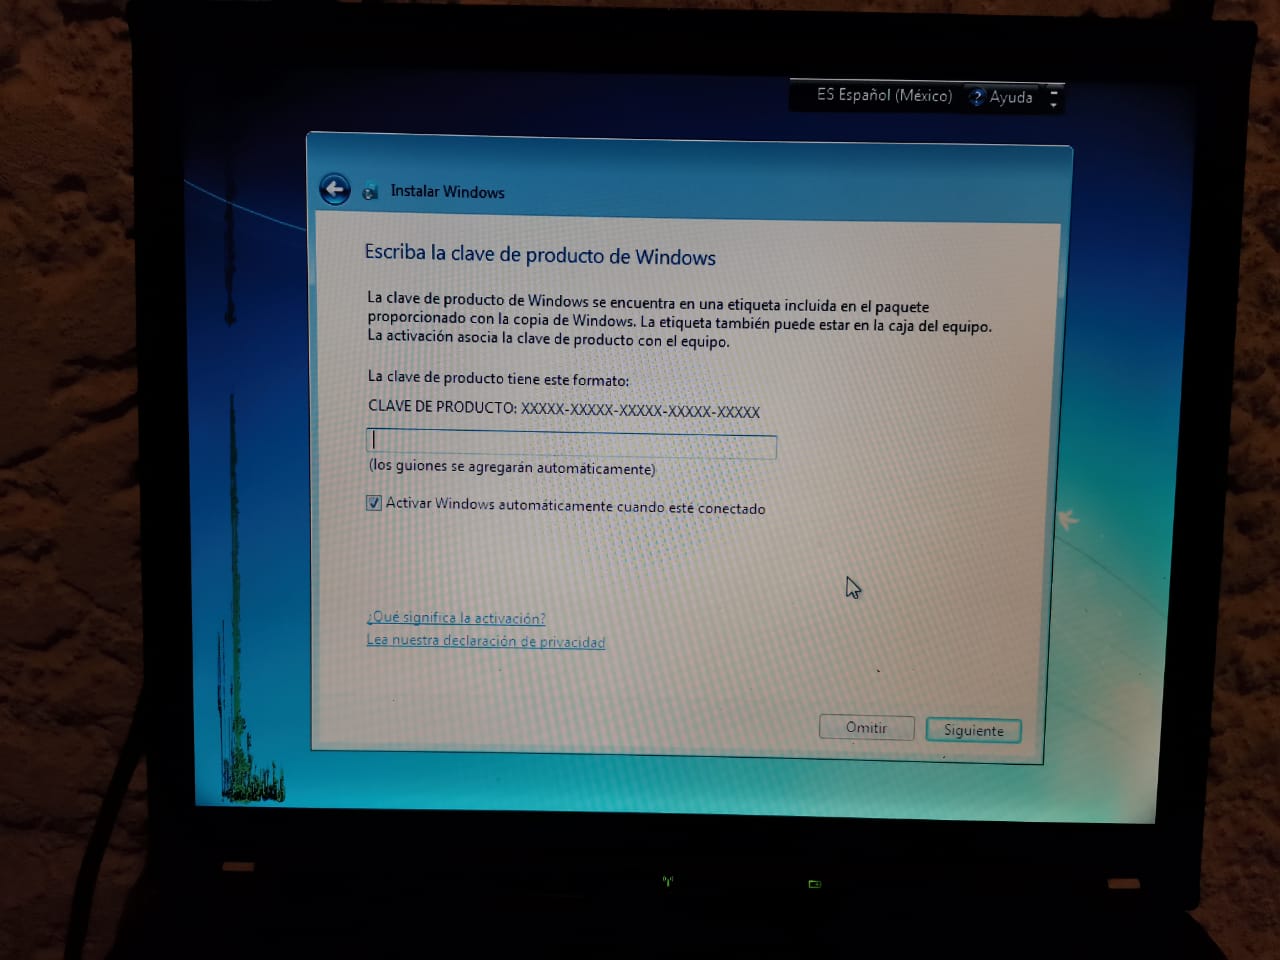 ES Español (México) ? Ayuda
Instalar Windows
Escriba la clave de producto de Windows
La clave de producto de Windows se encuentra en una etiqueta incluida en el paquete
proporcionado con la copia de Windows. La etiqueta también puede estar en la caja del equipo.
La activación asocia la clave de producto con el equipo.
La clave de producto tiene este formato:
CLAVE DE PRODUCTO: XXXXX-XXXXX-XXXXX-XXXXX-XXXXX
(los guiones se agregarán automáticamente)
Activar Windows automáticamente cuando esté conectado
¿Qué significa la activación?
Lea nuestra declaración de privacidad
Omitir Siguiente